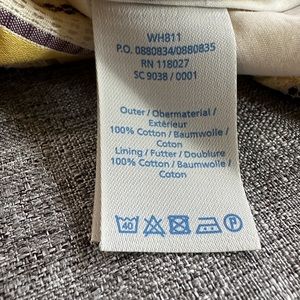 WH811
P.O. 0880834/0880835
RN 118027
SC 9038 / 0001
Outer / Obermaterial /
Extérieur
100% Cotton / Baumwolle /
Coton
Lining / Futter / Doublure
100% Cotton / Baumwolle /
Coton
40 P